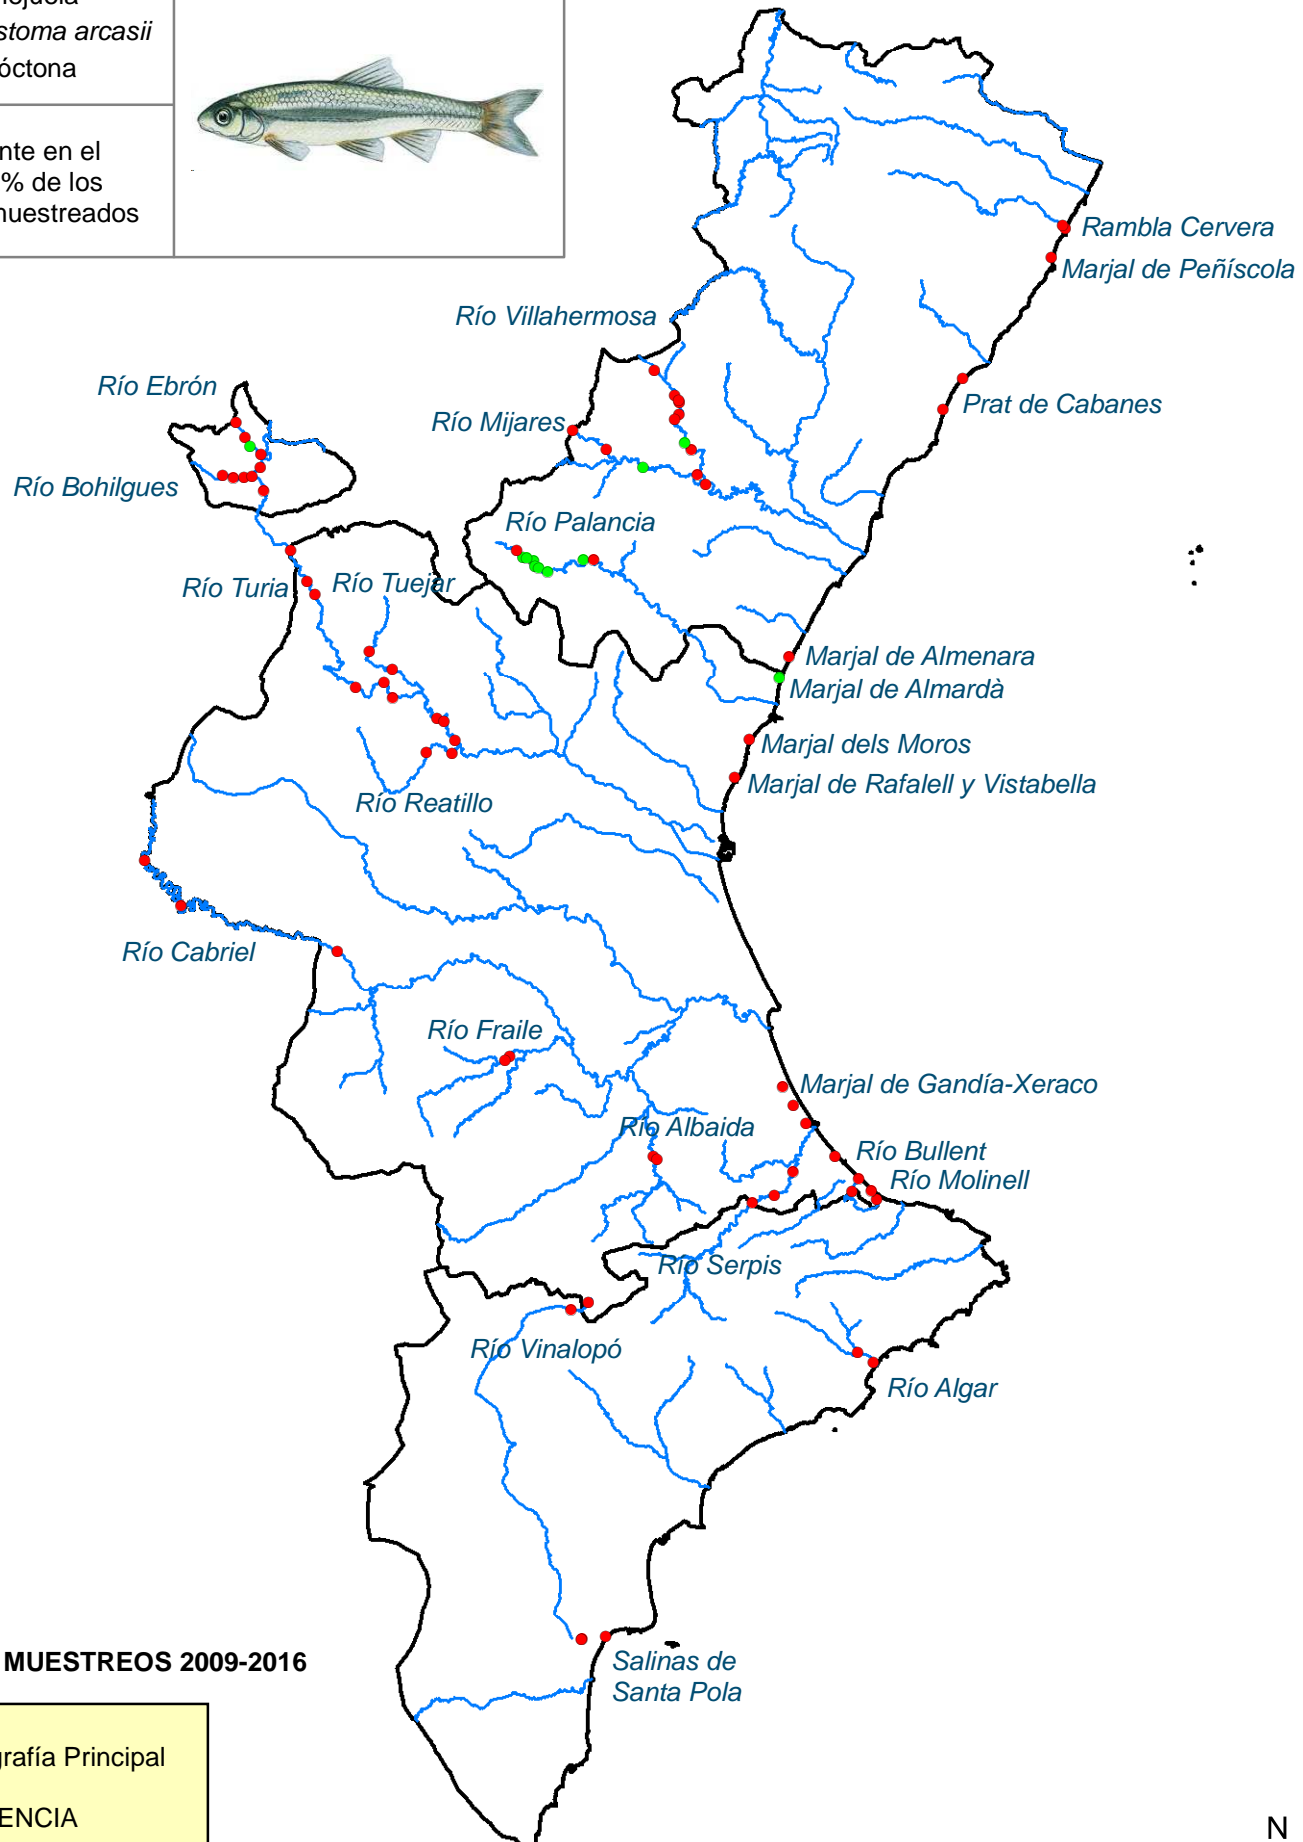 ojuela
stoma arcasii
óctona
nte en el
% de los
nuestreados
Rambla Cervera
Marjal de Peñíscola
Río Villahermosa
Río Ebrón
Prat de Cabanes
Río Mijares
Río Bohilgues
Río Palancia
Río Turia
Río Tuejar
Marjal de Almenara
Marjal de Almardà
Marjal dels Moros
Marjal de Rafalell y Vistabella
Río Reatillo
Río Cabriel
Río Fraile
Marjal de Gandía-Xeraco
Río Albaida
Río Bullent
Río Molinell
Río Serpis
Río Vinalopó
Río Algar
Salinas de
Santa Pola
MUESTREOS 2009-2016
grafía Principal
ENCIA
N